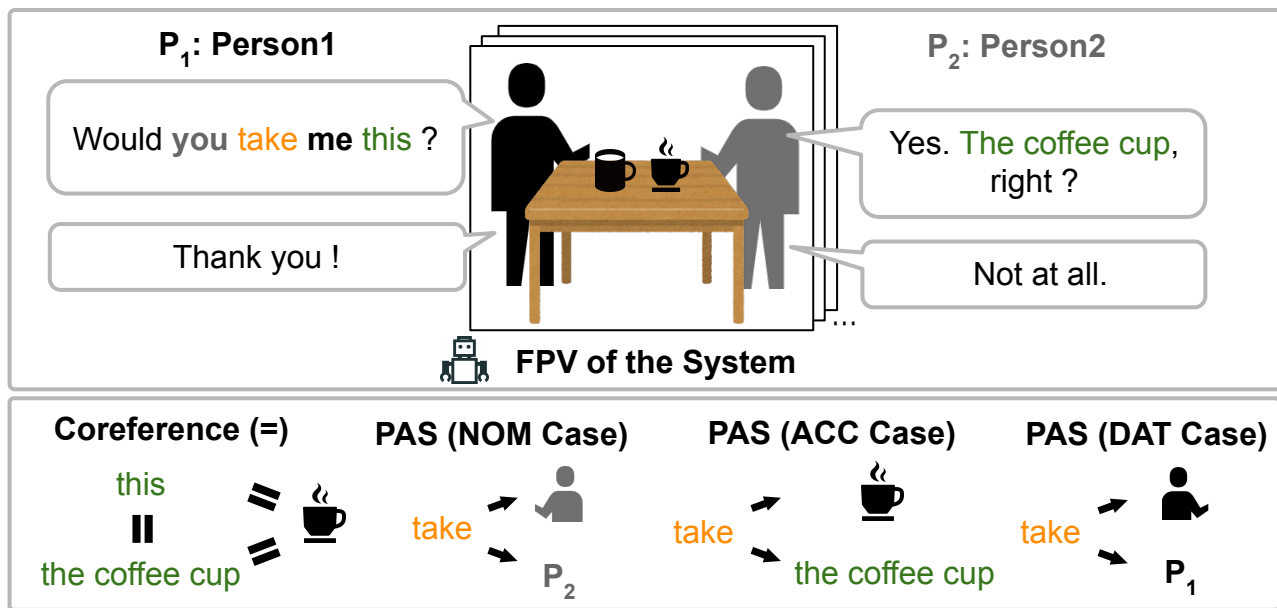 P1: Person1
P2: Person2
Would you take me this ?
Yes. The coffee cup,
right ?
Thank you !
Not at all.
...
FPV of the System
Coreference (=)
this
=
=
=
the coffee cup
PAS (NOM Case)
take
P2
PAS (ACC Case)
take
the coffee cup
PAS (DAT Case)
take
P1